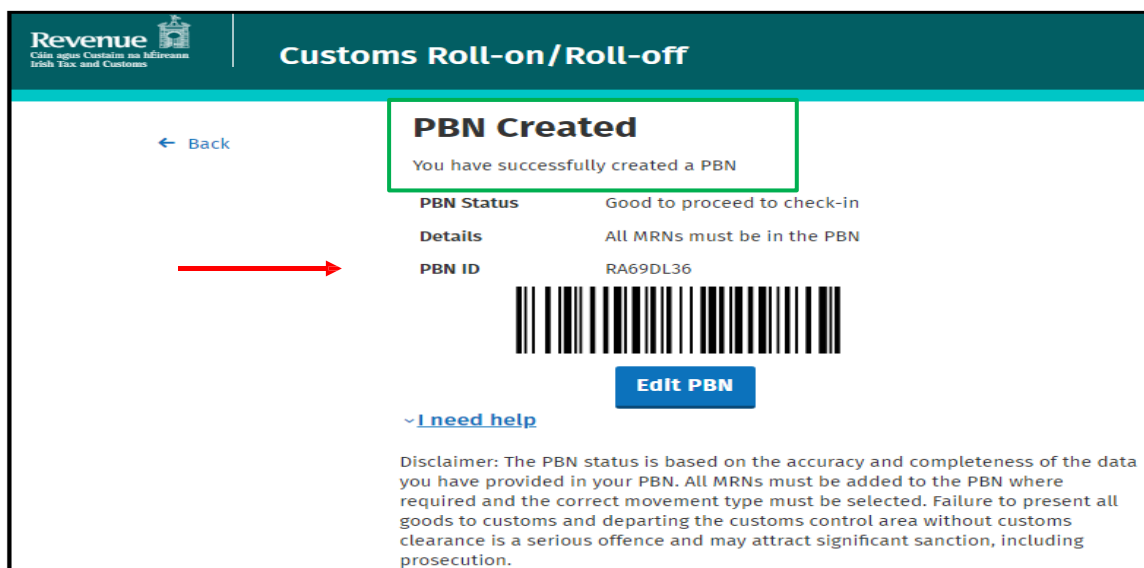 Revenue
Cáin agus Custaim na hÉireann
Irish Tax and Customs
Customs Roll-on/Roll-off
← Back
PBN Created
You have successfully created a PBN
PBN Status Good to proceed to check-in
Details All MRNs must be in the PBN
PBN ID RA69DL36
Edit PBN
I need help
Disclaimer: The PBN status is based on the accuracy and completeness of the data
you have provided in your PBN. All MRNs must be added to the PBN where
required and the correct movement type must be selected. Failure to present all
goods to customs and departing the customs control area without customs
clearance is a serious offence and may attract significant sanction, including
prosecution.